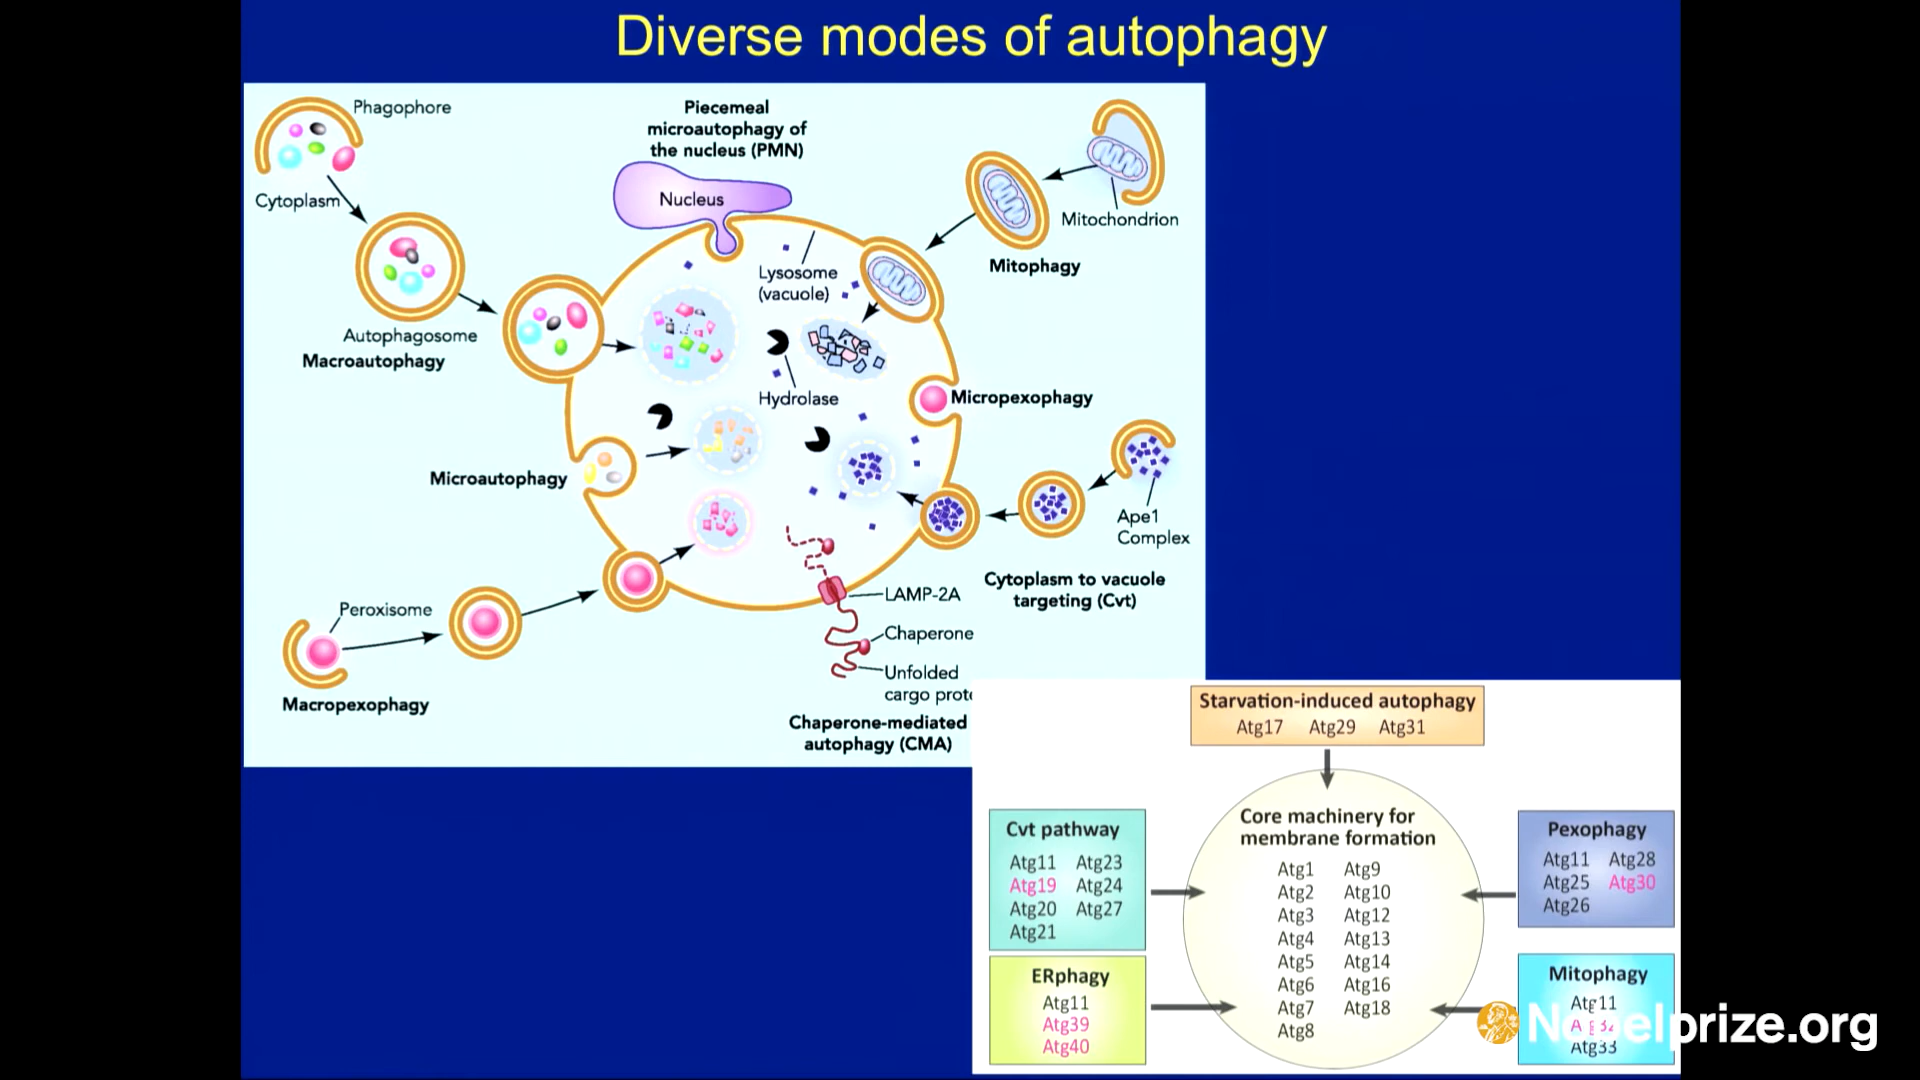 Diverse modes of autophagy
Phagophore
Cytoplasm
Autophagosome
Macroautophagy
Piecemeal
microautophagy of
the nucleus (PMN)
Nucleus
Lysosome
(vacuole)
Hydrolase
Mitochondrion
Mitophagy
Micropexophagy
Microautophagy
Ape1
Complex
Cytoplasm to vacuole
targeting (Cvt)
Peroxisome
Macropexophagy
LAMP-2A
Chaperone
Unfolded
cargo prote
Chaperone-mediated
autophagy (CMA)
Starvation-induced autophagy
Atg17 Atg29 Atg31
Core machinery for
membrane formation
Atg1 Atg9
Atg2 Atg10
Atg3 Atg12
Atg4 Atg13
Atg5 Atg14
Atg6 Atg16
Atg7 Atg18
Atg8
Cvt pathway
Atg11 Atg23
Atg19 Atg24
Atg20 Atg27
Atg21
ERphagy
Atg11
Atg39
Atg40
Pexophagy
Atg11 Atg28
Atg25 Atg30
Atg26
Mitophagy
Atg11
Atg33
Nobelprize.org